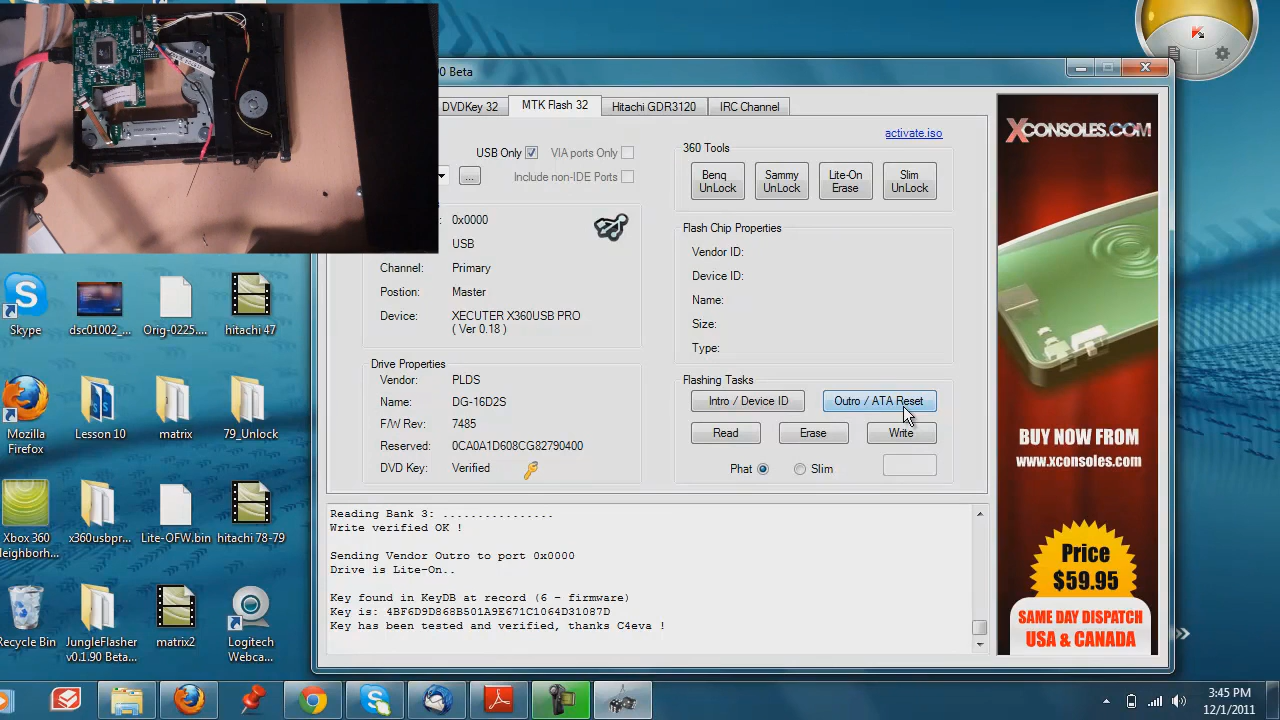 00 Beta
DVDKey 32
MTK Flash 32
Hitachi GDR3120
IRC Channel
activate.iso
USB Only
VIA ports Only
...
Include non-IDE Ports
360 Tools
Benq UnLock
Sammy UnLock
Lite-On Erase
Slim UnLock
: 0x0000
USB
Channel: Primary
Postion: Master
Device: XECUTER X360USB PRO
( Ver 0.18 )
Flash Chip Properties
Vendor ID:
Device ID:
Name:
Size:
Type:
Drive Properties
Vendor: PLDS
Name: DG-16D2S
F/W Rev: 7485
Reserved: 0CA0A1D608CG82790400
DVD Key: Verified
Flashing Tasks
Intro / Device ID
Outro / ATA Reset
Read
Erase
Write
Phat
Slim
Reading Bank 3: ...............
Write verified OK !
Sending Vendor Outro to port 0x0000
Drive is Lite-On..
Key found in KeyDB at record (6 - firmware)
Key is: 4BF6D9D868B501A9E671C1064D31087D
Key has been tested and verified, thanks C4eva !
XCONSOLES.COM
BUY NOW FROM
www.xconsoles.com
Price
$59.95
SAME DAY DISPATCH
USA & CANADA
Skype
dsc01002_...
Orig-0225....
hitachi 47
Mozilla
Firefox
Lesson 10
matrix
79_Unlock
Xbox 360
Neighborh...
x360usbpr...
Lite-OFW.bin
hitachi 78-79
Recycle Bin
JungleFlasher
v0.1.90 Beta...
matrix2
Logitech
Webca...
3:45 PM
12/1/2011